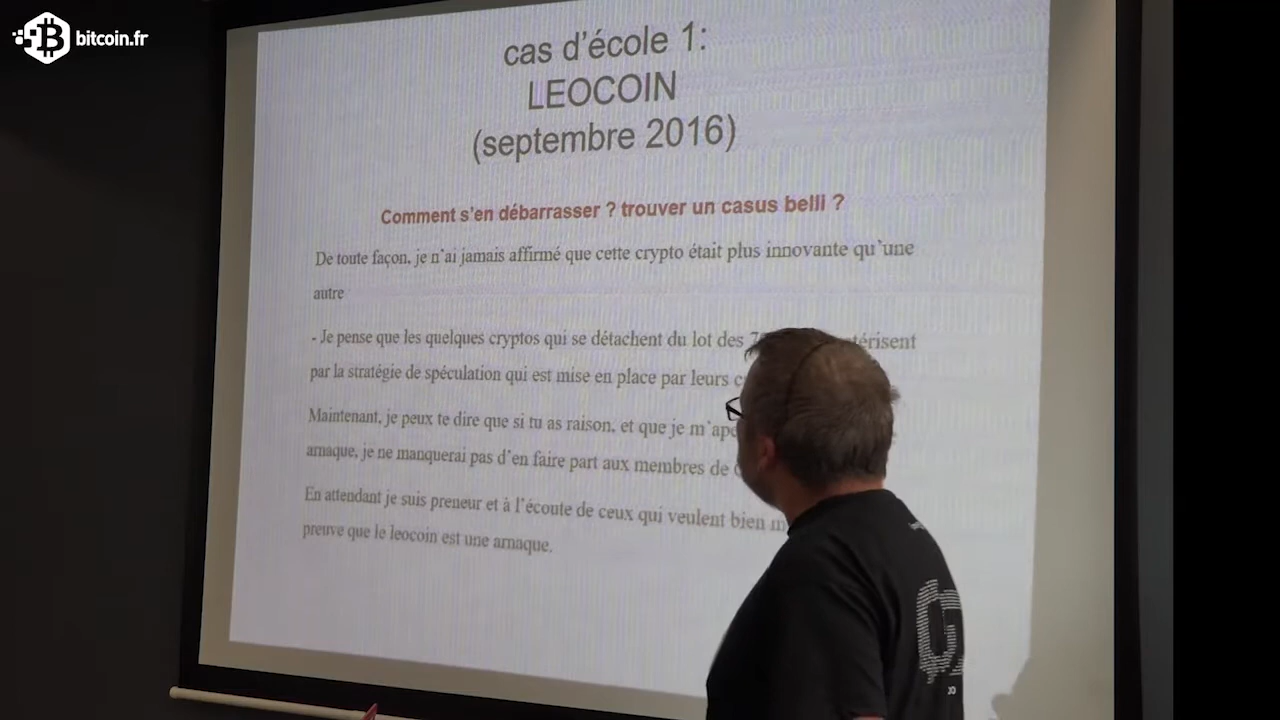 bitcoin.fr
cas d'école 1:
LEOCOIN
(septembre 2016)
Comment s'en débarrasser ? trouver un casus belli ?
De toute façon, je n'ai jamais affirmé que cette crypto était plus innovante qu'une
autre
- Je pense que les quelques cryptos qui se détachent du lot des
par la stratégie de spéculation qui est mise en place par leurs
Maintenant, je peux te dire que si tu as raison, et que je
arnaque, je ne manquerai pas d'en faire part aux membres de
En attendant je suis preneur et à l'écoute de ceux qui veulent bien
preuve que le leocoin est une arnaque.